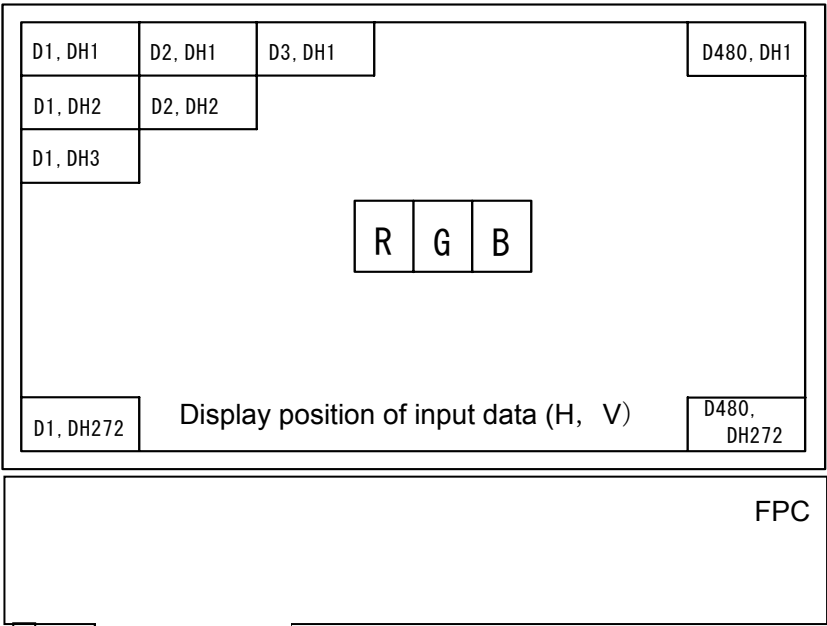 D1, DH1 D2, DH1 D3, DH1 D480, DH1
D1, DH2 D2, DH2
D1, DH3
R G B
D1, DH272
Display position of input data (H, V)
D480,
DH272
FPC